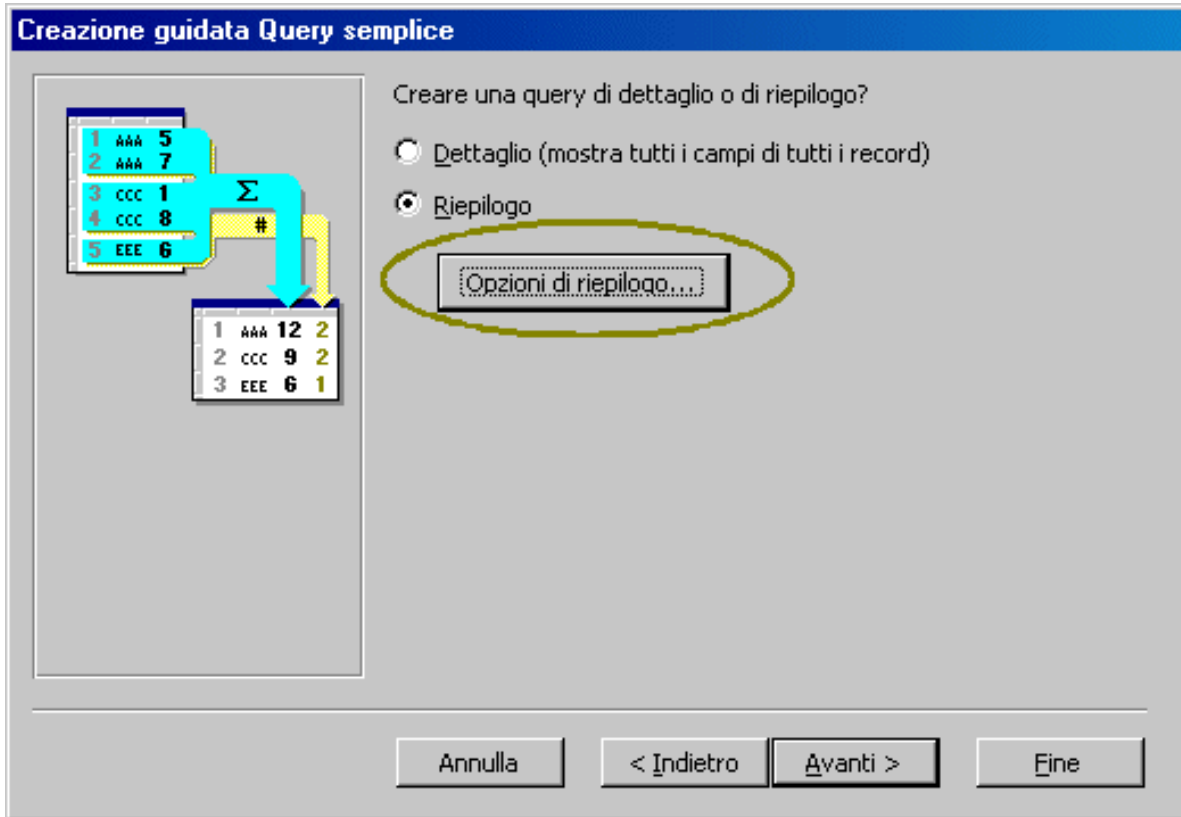 Creazione guidata Query semplice
Creare una query di dettaglio o di riepilogo?
Dettaglio (mostra tutti i campi di tutti i record)
Riepilogo
Opzioni di riepilogo...
1 AAA 5
2 AAA 7
3 CCC 1
4 CCC 8
5 EEE 6
Σ
#
1 AAA 12 2
2 CCC 9 2
3 EEE 6 1
Annulla
< Indietro
Avanti >
Fine